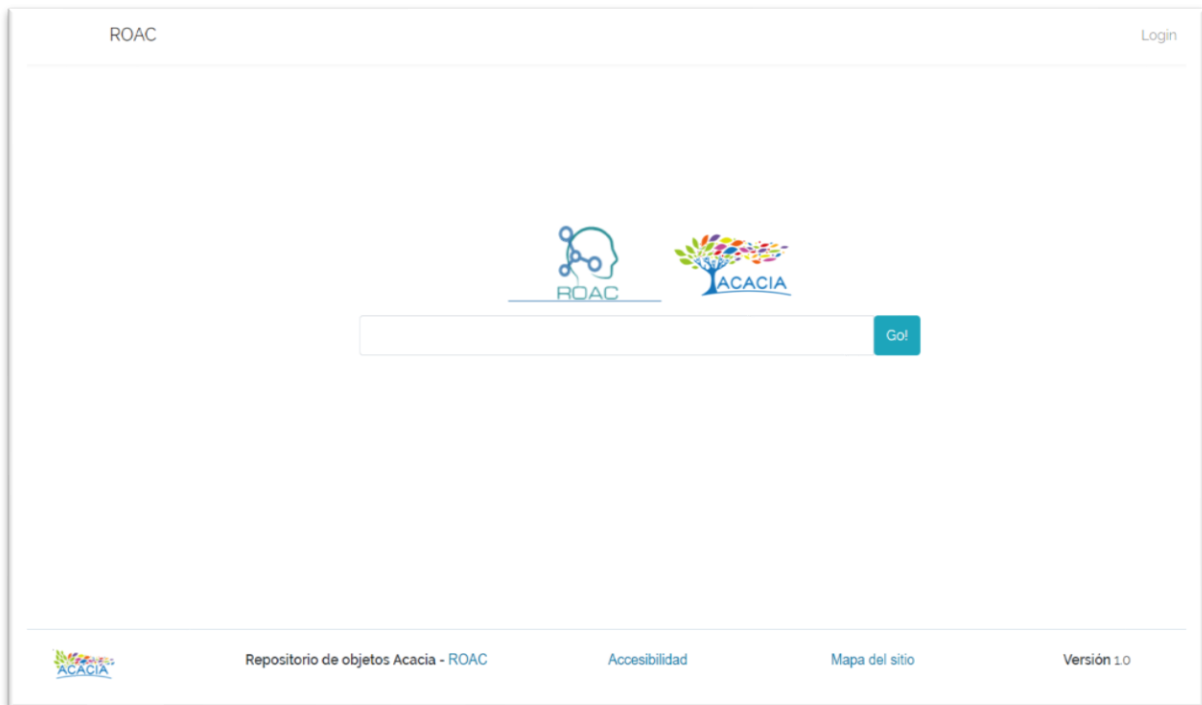 ROAC
Login
ROAC
ACACIA
Go!
ACACIA
Repositorio de objetos Acacia - ROAC
Accesibilidad
Mapa del sitio
Versión 1.0